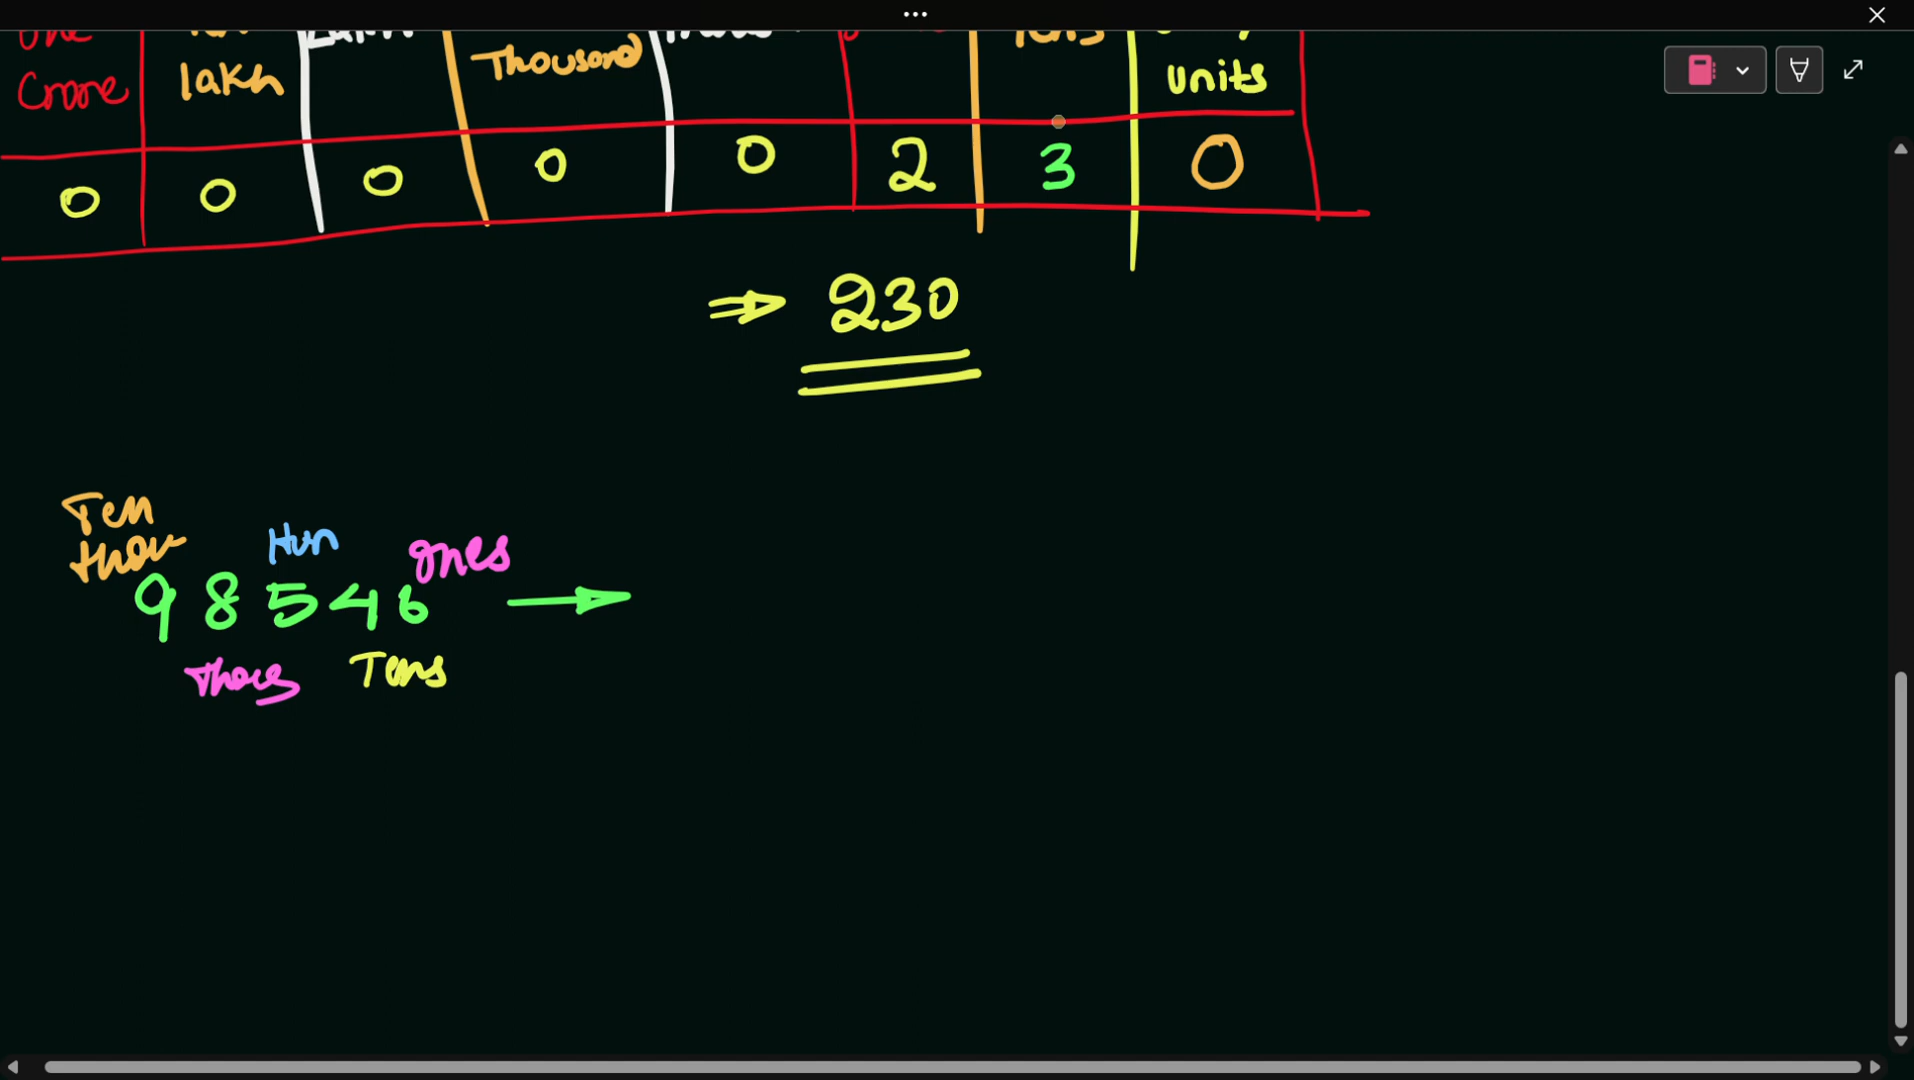 Crore lakh Thousand Tens units
0 0 0 0 0 2 3 0
⇒ 230
Ten Hun ones
thou
9 8 5 4 6 →
Thous Tens